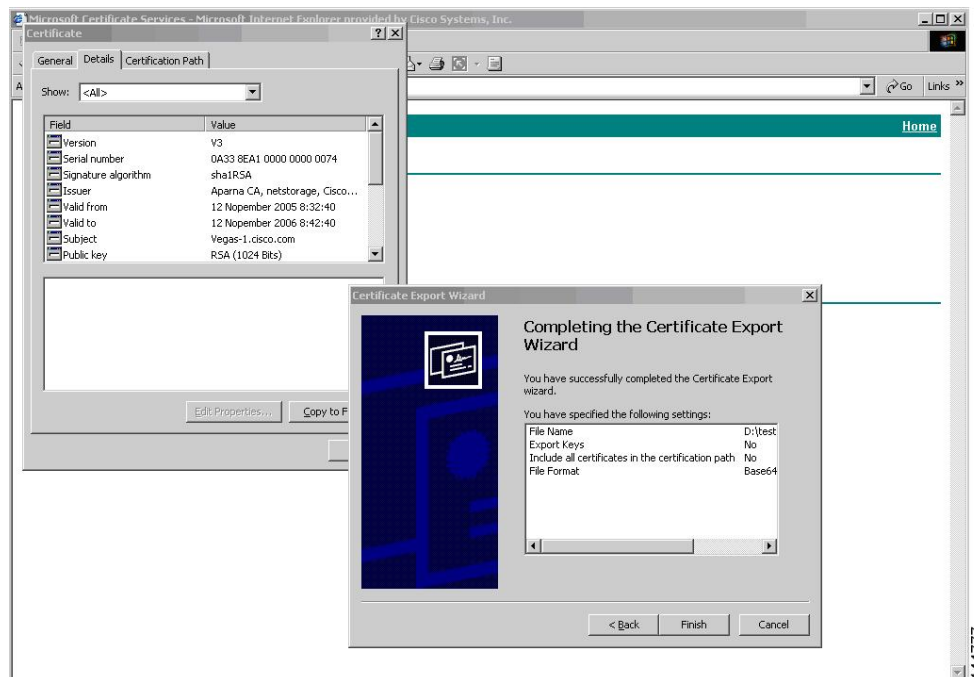 Microsoft Certificate Services - Microsoft Internet Explorer provided by Cisco Systems, Inc.
Certificate
General Details Certification Path
Show: <All>
Field Value
Version V3
Serial number 0A33 8EA1 0000 0000 0074
Signature algorithm sha1RSA
Issuer Aparna CA, netstorage, Cisco...
Valid from 12 Nopember 2005 8:32:40
Valid to 12 Nopember 2006 8:42:40
Subject Vegas-1.cisco.com
Public key RSA (1024 Bits)
Edit Properties... Copy to F
Go Links »
Home
Certificate Export Wizard
Completing the Certificate Export
Wizard
You have successfully completed the Certificate Export
wizard.
You have specified the following settings:
File Name D:\test
Export Keys No
Include all certificates in the certification path No
File Format Base64
< Back Finish Cancel